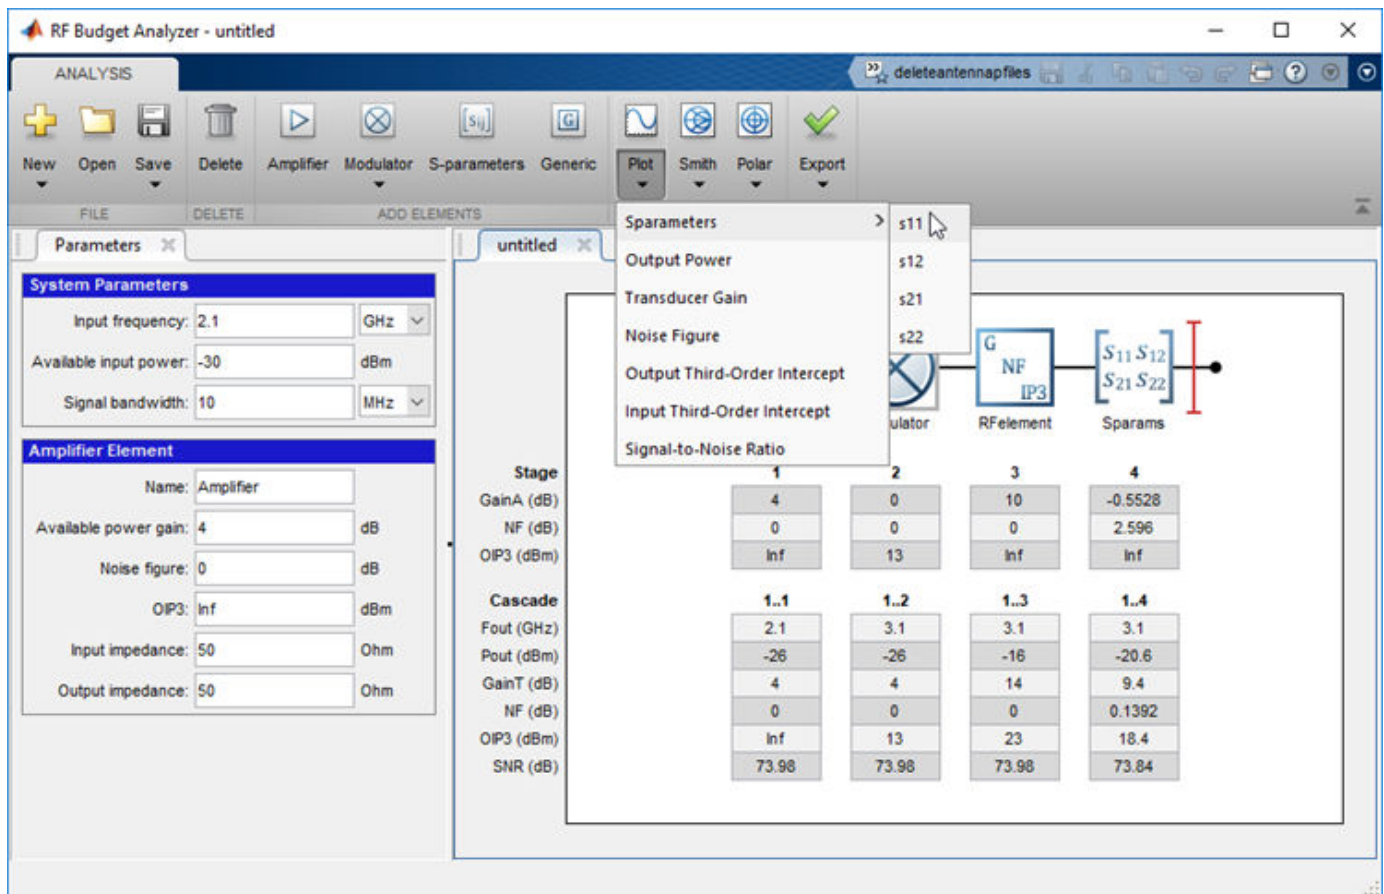 RF Budget Analyzer - untitled
ANALYSIS
deleteantennapfiles
New Open Save Delete Amplifier Modulator S-parameters Generic Plot Smith Polar Export
FILE DELETE ADD ELEMENTS
Parameters
System Parameters
Input frequency: 2.1 GHz
Available input power: -30 dBm
Signal bandwidth: 10 MHz
Amplifier Element
Name: Amplifier
Available power gain: 4 dB
Noise figure: 0 dB
OIP3: Inf dBm
Input impedance: 50 Ohm
Output impedance: 50 Ohm
untitled
Sparameters
Output Power
Transducer Gain
Noise Figure
Output Third-Order Intercept
Input Third-Order Intercept
Signal-to-Noise Ratio
s11
s12
s21
s22
G
NF
IP3
S11 S12
S21 S22
ulator RFelement Sparams
Stage 1 2 3 4
GainA (dB) 4 0 10 -0.5528
NF (dB) 0 0 0 2.596
OIP3 (dBm) Inf 13 Inf Inf
Cascade 1..1 1..2 1..3 1..4
Fout (GHz) 2.1 3.1 3.1 3.1
Pout (dBm) -26 -26 -16 -20.6
GainT (dB) 4 4 14 9.4
NF (dB) 0 0 0 0.1392
OIP3 (dBm) Inf 13 23 18.4
SNR (dB) 73.98 73.98 73.98 73.84